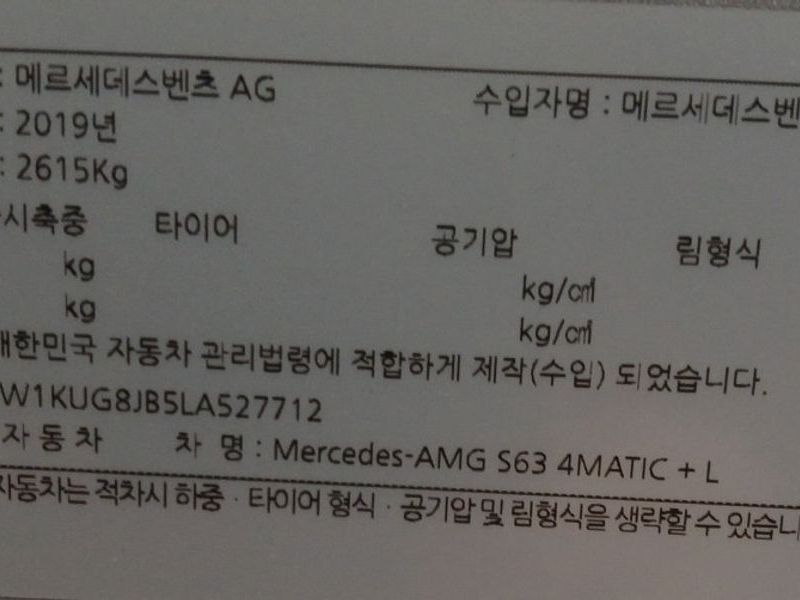 : 메르세데스벤츠 AG 수입자명 : 메르세데스벤
: 2019년
: 2615Kg
시축중 타이어 공기압 림형식
kg kg/㎠
kg kg/㎠
대한민국 자동차 관리법령에 적합하게 제작(수입) 되었습니다.
W1KUG8JB5LA527712
자 동 차 차 명 : Mercedes-AMG S63 4MATIC + L
자동차는 적차시 하중 · 타이어 형식 · 공기압 및 림형식을 생략할 수 있습니